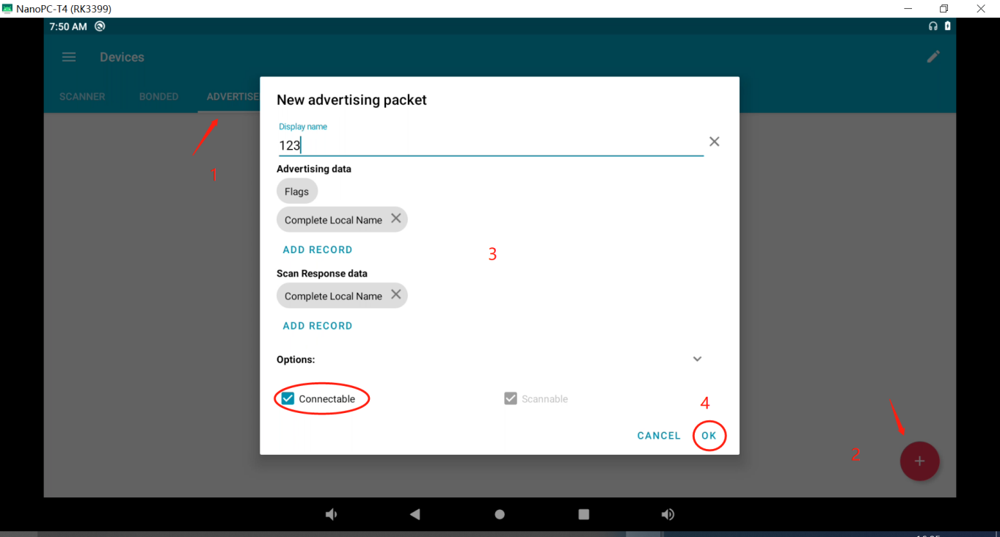 NanoPC-T4 (RK3399)
7:50 AM
Devices
SCANNER BONDED ADVERTISE
1
New advertising packet
Display name
123
Advertising data
Flags
Complete Local Name
ADD RECORD
3
Scan Response data
Complete Local Name
ADD RECORD
Options:
Connectable Scannable
4
CANCEL OK
2